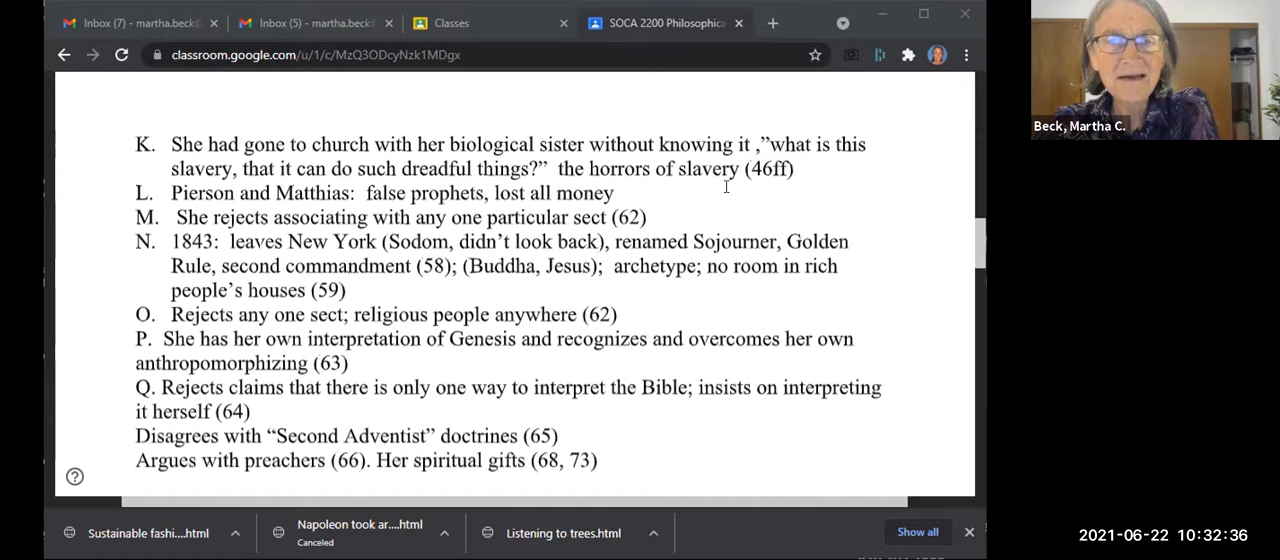 Inbox (7) - martha.beck@
Inbox (5) - martha.beck@
Classes
SOCA 2200 Philosophica
classroom.google.com/u/1/c/MzQ3ODcyNzk1MDgx
K. She had gone to church with her biological sister without knowing it ,”what is this
slavery, that it can do such dreadful things?” the horrors of slavery (46ff)
L. Pierson and Matthias: false prophets, lost all money
M. She rejects associating with any one particular sect (62)
N. 1843: leaves New York (Sodom, didn’t look back), renamed Sojourner, Golden
Rule, second commandment (58); (Buddha, Jesus); archetype; no room in rich
people’s houses (59)
O. Rejects any one sect; religious people anywhere (62)
P. She has her own interpretation of Genesis and recognizes and overcomes her own
anthropomorphizing (63)
Q. Rejects claims that there is only one way to interpret the Bible; insists on interpreting
it herself (64)
Disagrees with “Second Adventist” doctrines (65)
Argues with preachers (66). Her spiritual gifts (68, 73)
Sustainable fashi....html
Napoleon took ar....html
Canceled
Listening to trees.html
Show all
Beck, Martha C.
2021-06-22 10:32:36